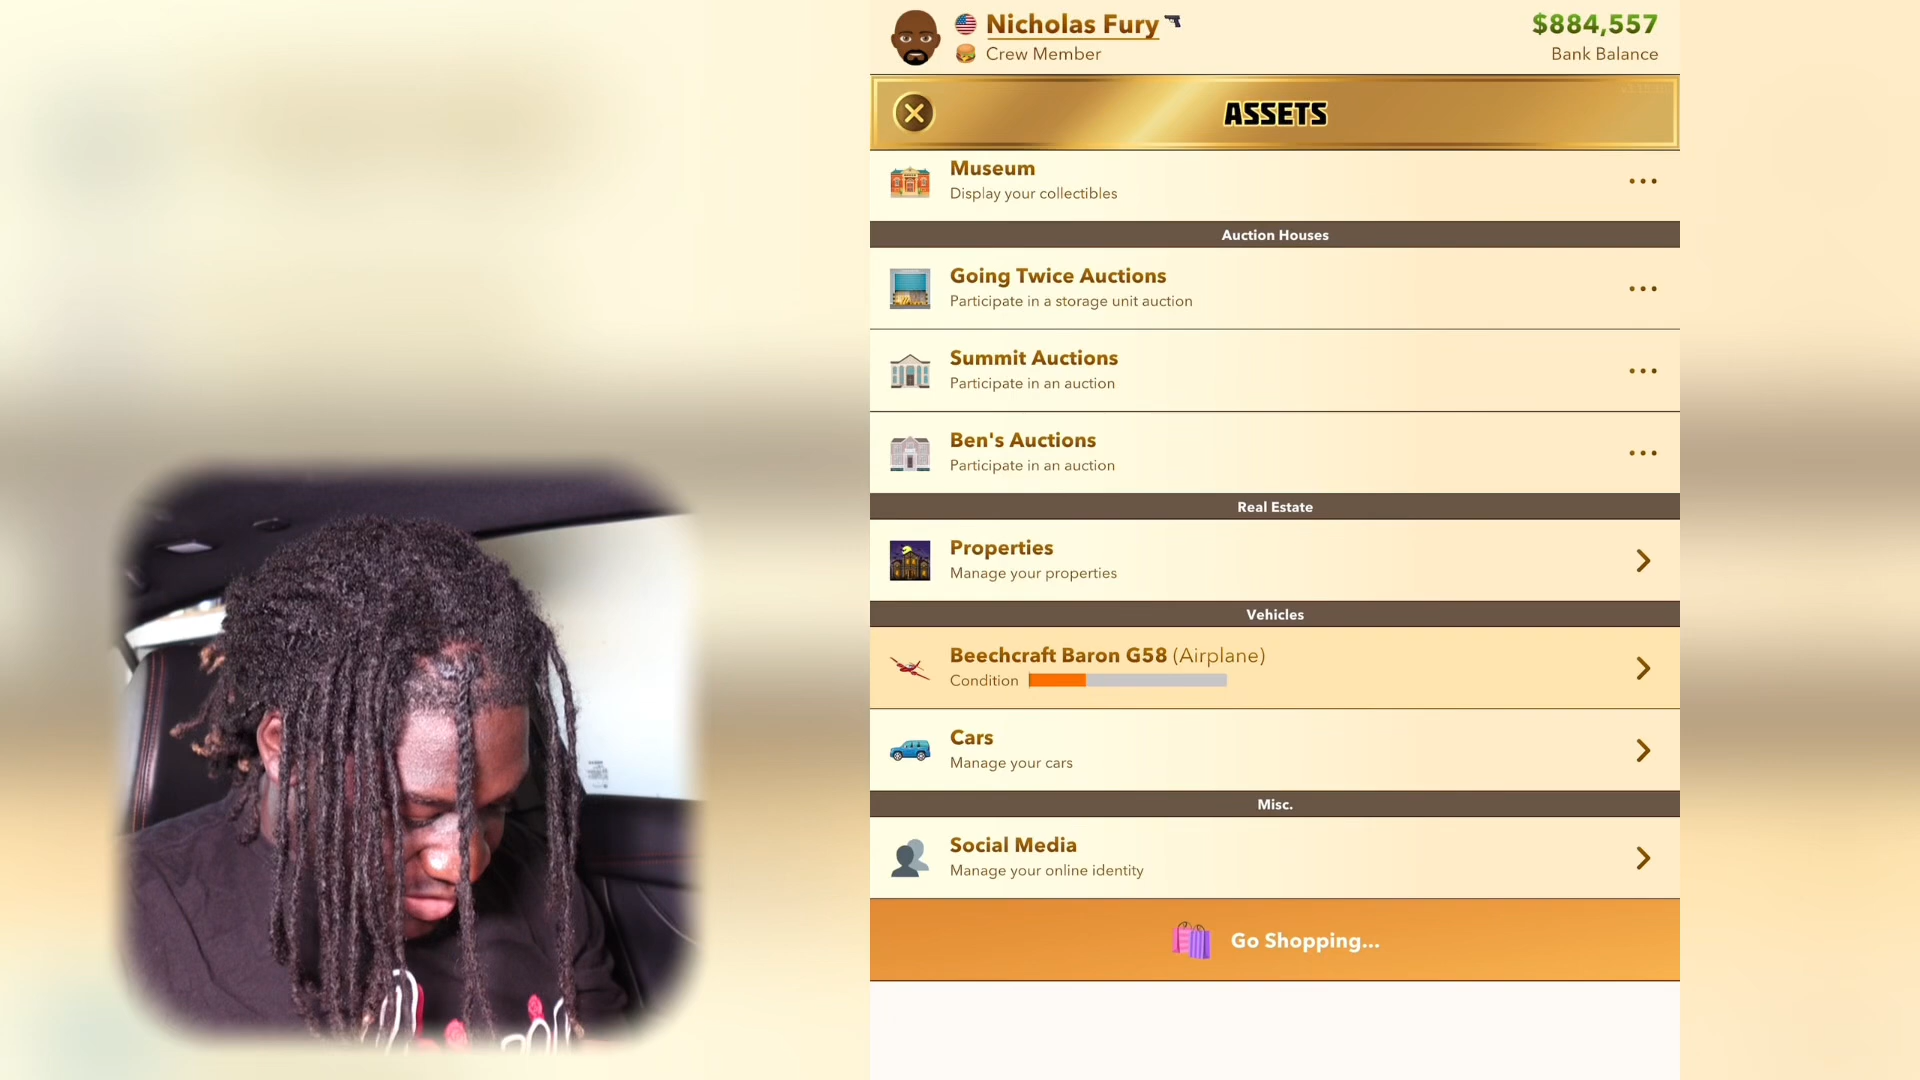 Nicholas Fury
Crew Member
$884,557
Bank Balance
ASSETS
Museum
Display your collectibles
Auction Houses
Going Twice Auctions
Participate in a storage unit auction
Summit Auctions
Participate in an auction
Ben's Auctions
Participate in an auction
Real Estate
Properties
Manage your properties
Vehicles
Beechcraft Baron G58 (Airplane)
Condition
Cars
Manage your cars
Misc.
Social Media
Manage your online identity
Go Shopping...